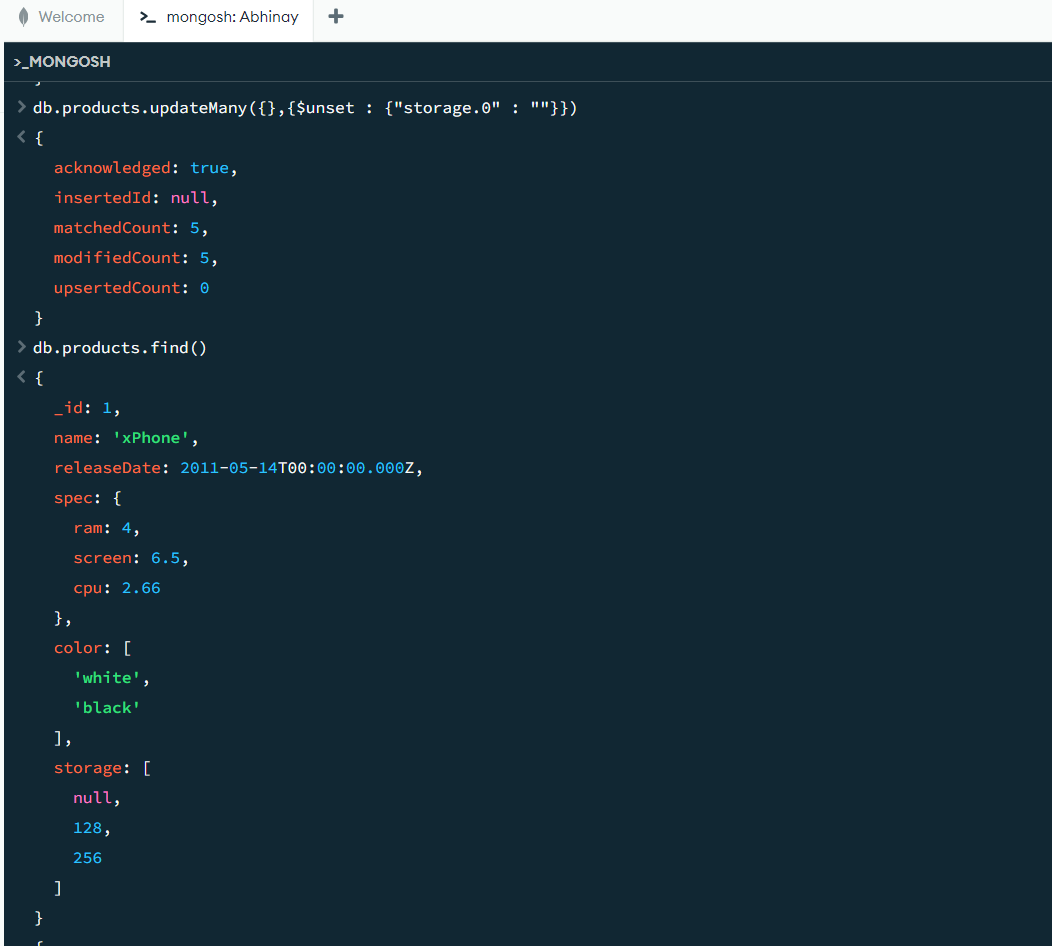 Welcome
>_ mongosh: Abhinay
>_MONGOSH
> db.products.updateMany({},{$unset : {"storage.0" : ""}})
< {
acknowledged: true,
insertedId: null,
matchedCount: 5,
modifiedCount: 5,
upsertedCount: 0
}
> db.products.find()
< {
_id: 1,
name: 'xPhone',
releaseDate: 2011-05-14T00:00:00.000Z,
spec: {
ram: 4,
screen: 6.5,
cpu: 2.66
},
color: [
'white',
'black'
],
storage: [
null,
128,
256
]
}